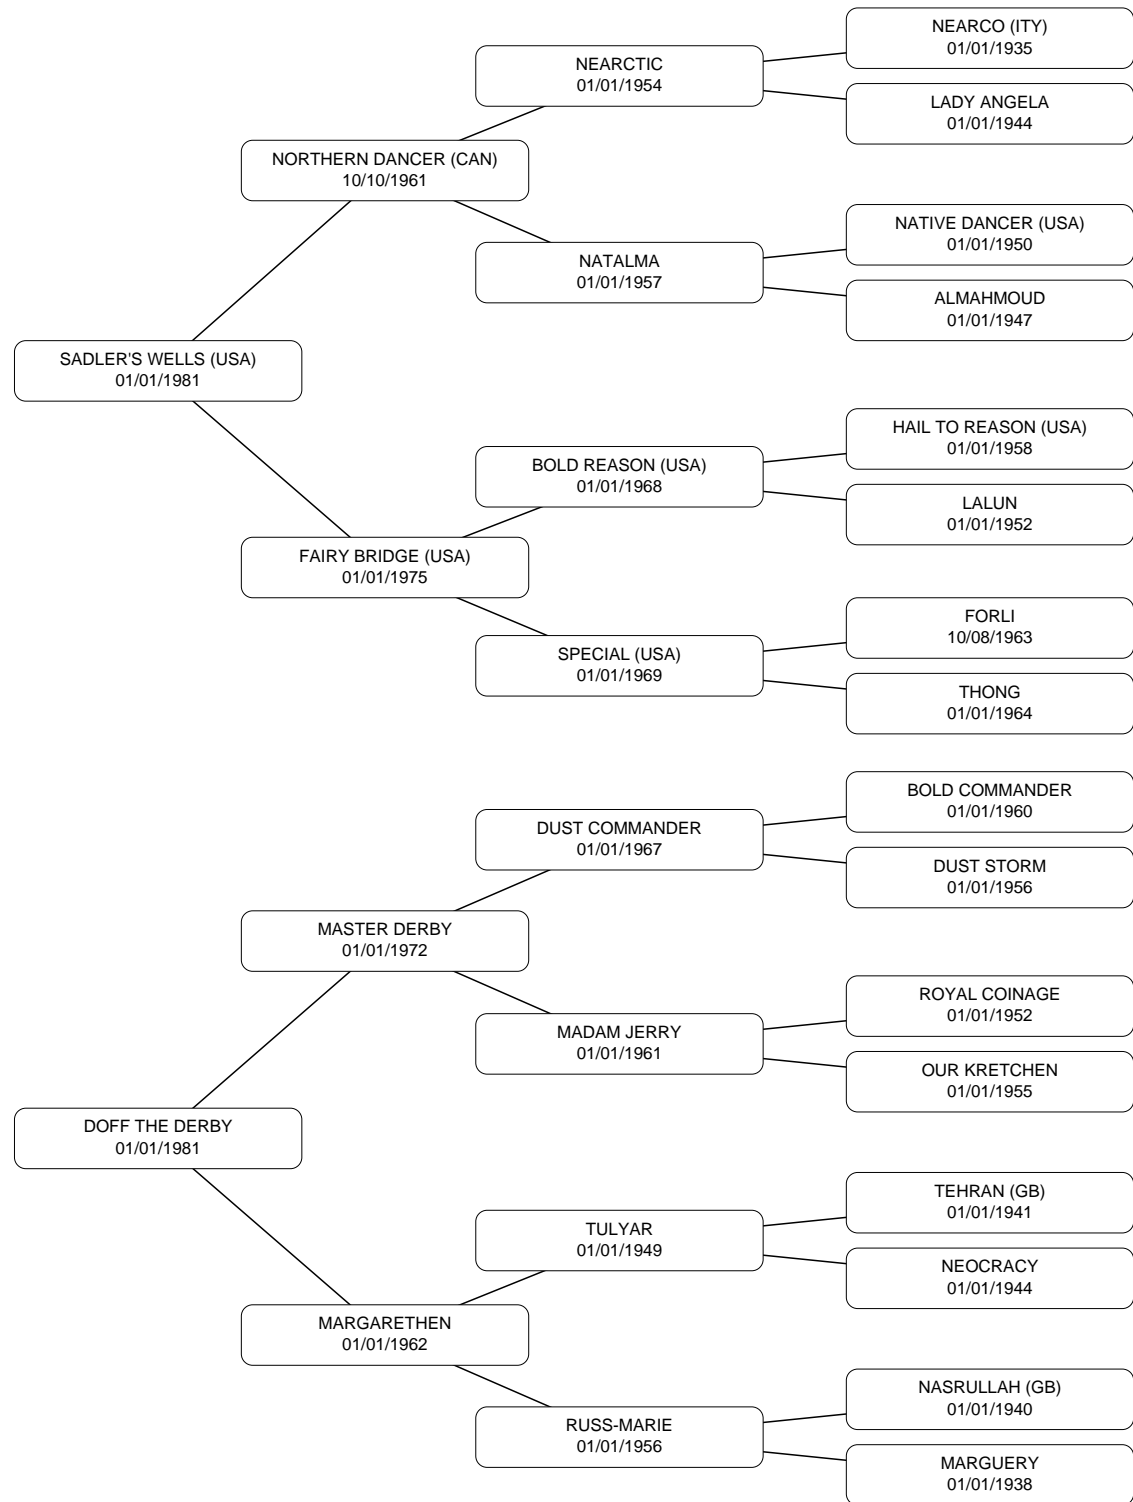 NEARCO (ITY)
01/01/1935
NEARCTIC
01/01/1954
LADY ANGELA
01/01/1944
NORTHERN DANCER (CAN)
10/10/1961
NATIVE DANCER (USA)
01/01/1950
NATALMA
01/01/1957
ALMAHMOUD
01/01/1947
SADLER'S WELLS (USA)
01/01/1981
HAIL TO REASON (USA)
01/01/1958
BOLD REASON (USA)
01/01/1968
LALUN
01/01/1952
FAIRY BRIDGE (USA)
01/01/1975
FORLI
10/08/1963
SPECIAL (USA)
01/01/1969
THONG
01/01/1964
BOLD COMMANDER
01/01/1960
DUST COMMANDER
01/01/1967
DUST STORM
01/01/1956
MASTER DERBY
01/01/1972
ROYAL COINAGE
01/01/1952
MADAM JERRY
01/01/1961
OUR KRETCHEN
01/01/1955
DOFF THE DERBY
01/01/1981
TEHRAN (GB)
01/01/1941
TULYAR
01/01/1949
NEOCRACY
01/01/1944
MARGARETHEN
01/01/1962
NASRULLAH (GB)
01/01/1940
RUSS-MARIE
01/01/1956
MARGUERY
01/01/1938